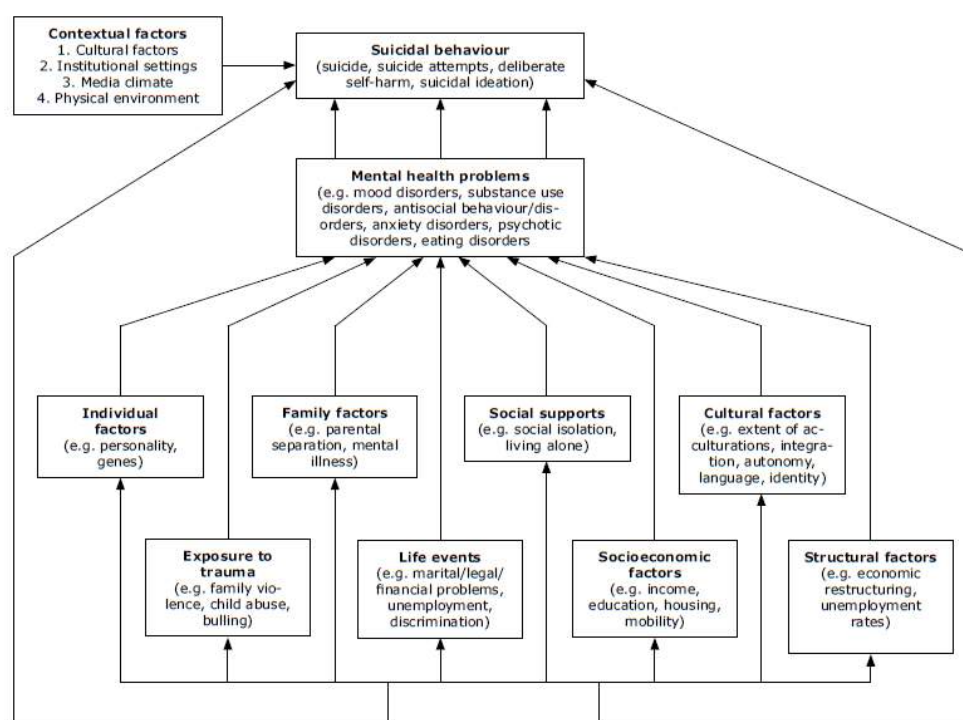 Contextual factors
1. Cultural factors
2. Institutional settings
3. Media climate
4. Physical environment
Suicidal behaviour
(suicide, suicide attempts, deliberate
self-harm, suicidal ideation)
Mental health problems
(e.g. mood disorders, substance use
disorders, antisocial behaviour/dis-
orders, anxiety disorders, psychotic
disorders, eating disorders
Individual
factors
(e.g. personality,
genes)
Family factors
(e.g. parental
separation, mental
illness)
Social supports
(e.g. social isolation,
living alone)
Cultural factors
(e.g. extent of ac-
culturations, integra-
tion, autonomy,
language, identity)
Exposure to
trauma
(e.g. family vio-
lence, child abuse,
bulling)
Life events
(e.g. marital/legal/
financial problems,
unemployment,
discrimination)
Socioeconomic
factors
(e.g. income,
education, housing,
mobility)
Structural factors
(e.g. economic
restructuring,
unemployment
rates)